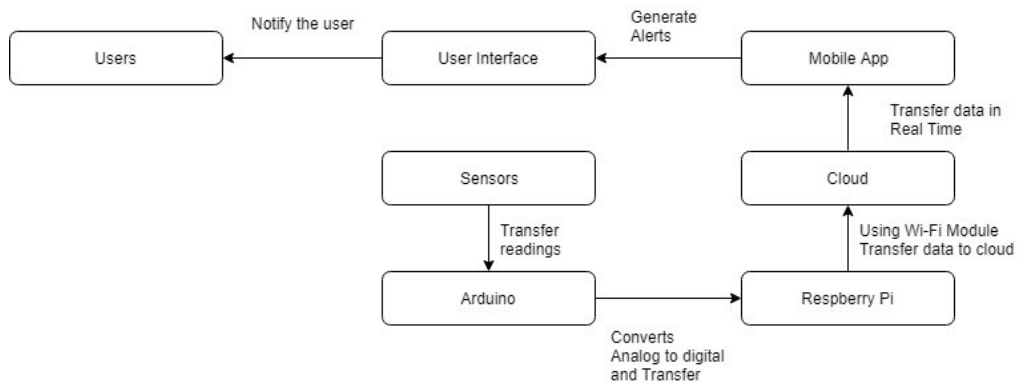 Notify the user
Generate
Alerts
Users
User Interface
Mobile App
Transfer data in
Real Time
Sensors
Cloud
Transfer
readings
Using Wi-Fi Module
Transfer data to cloud
Arduino
Respberry Pi
Converts
Analog to digital
and Transfer